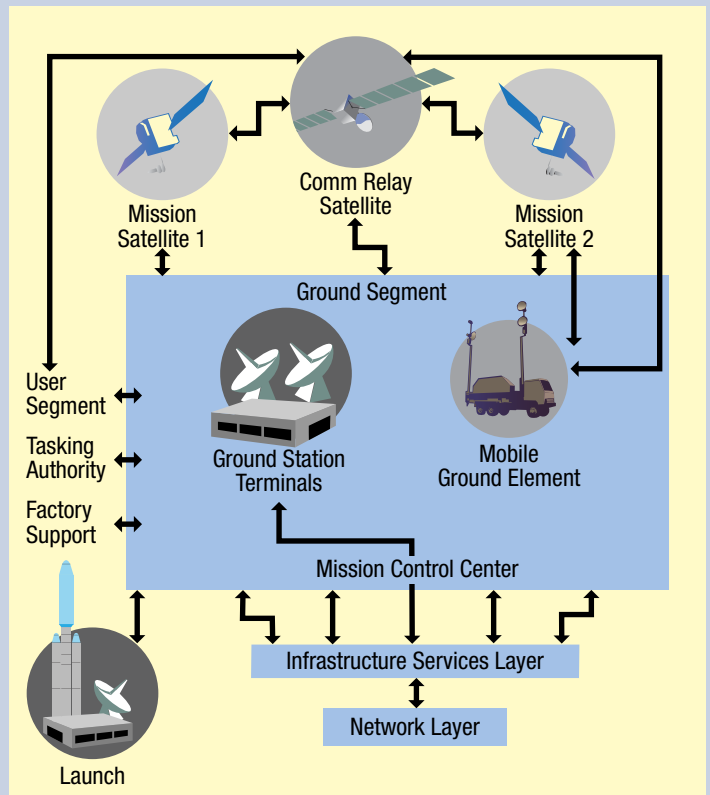 Mission
Satellite 1
Comm Relay
Satellite
Mission
Satellite 2
Ground Segment
User
Segment
Tasking
Authority
Factory
Support
Ground Station
Terminals
Mobile
Ground Element
Mission Control Center
Infrastructure Services Layer
Network Layer
Launch